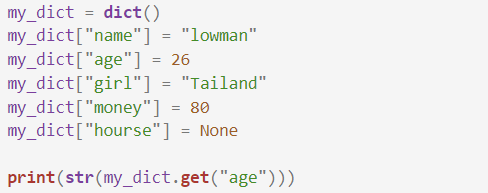 my_dict = dict()
my_dict["name"] = "lowman"
my_dict["age"] = 26
my_dict["girl"] = "Tailand"
my_dict["money"] = 80
my_dict["hourse"] = None
print(str(my_dict.get("age")))